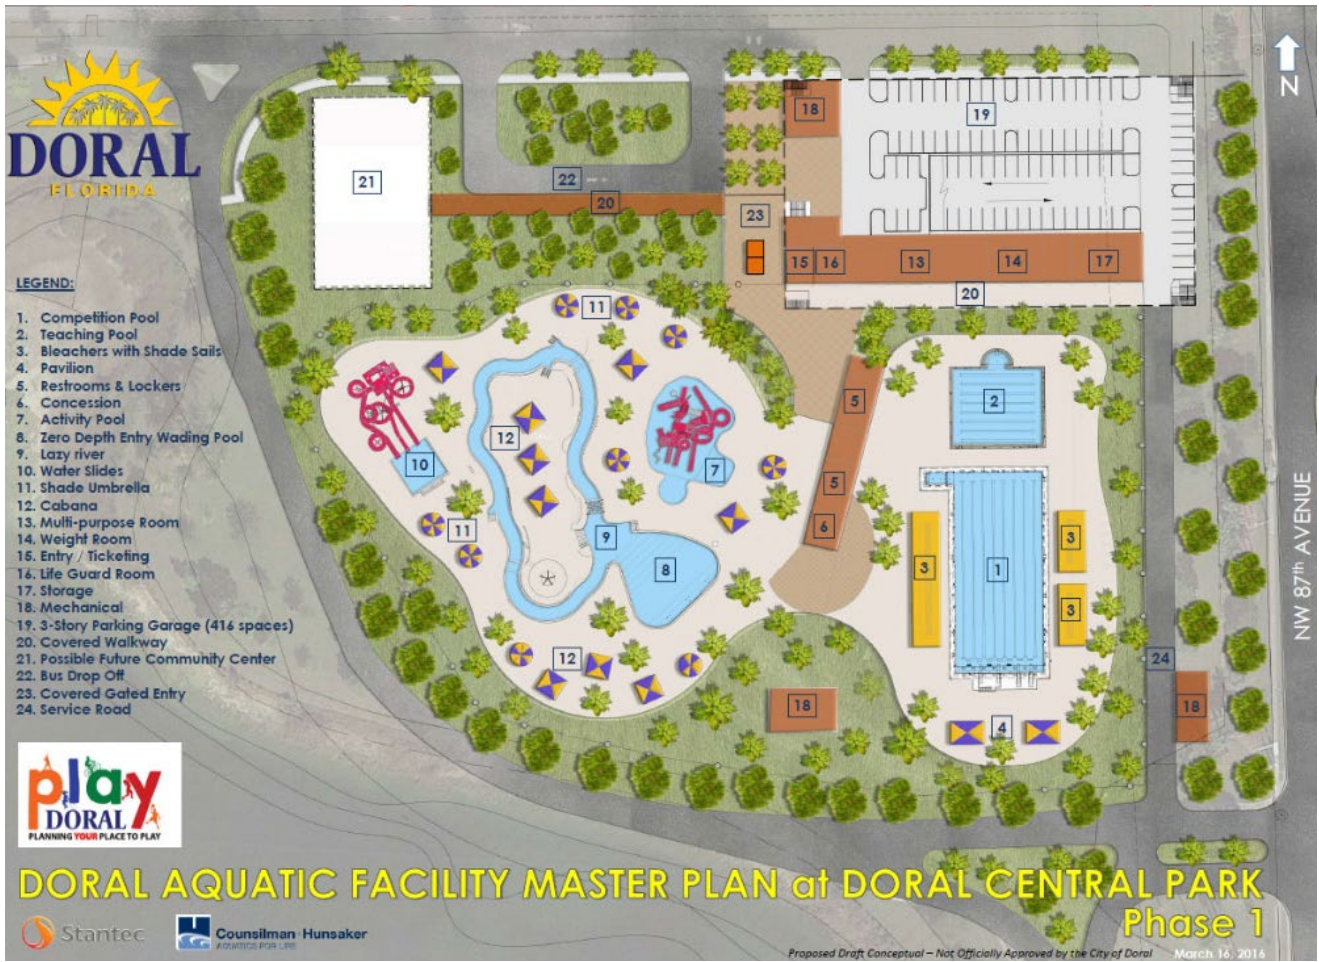 DORAL
FLORIDA
N
18
19
21
22
20
23
15
16
13
14
17
20
LEGEND:
1. Competition Pool
2. Teaching Pool
3. Bleachers with Shade Sails
4. Pavilion
5. Restrooms & Lockers
6. Concession
7. Activity Pool
8. Zero Depth Entry Wading Pool
9. Lazy river
10. Water Slides
11. Shade Umbrella
12. Cabana
13. Multi-purpose Room
14. Weight Room
15. Entry / Ticketing
16. Life Guard Room
17. Storage
18. Mechanical
19. 3-Story Parking Garage (416 spaces)
20. Covered Walkway
21. Possible Future Community Center
22. Bus Drop Off
23. Covered Gated Entry
24. Service Road
11
5
2
12
10
7
5
11
6
9
8
3
1
3
3
12
24
18
18
4
NW 87th AVENUE
play
DORAL
PLANNING YOUR PLACE TO PLAY
DORAL AQUATIC FACILITY MASTER PLAN at DORAL CENTRAL PARK
Phase 1
Stantec
Counsilman·Hunsaker
AQUATICS FOR LIFE
Proposed Draft Conceptual – Not Officially Approved by the City of Doral
March 16, 2016